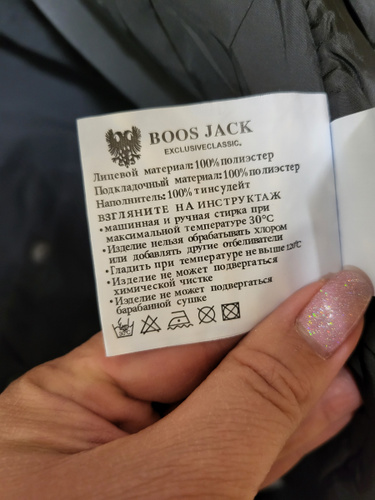 BOOS JACK
EXCLUSIVECLASSIC.
Лицевой материал:100%полиэстер
Подкладочный материал:100%полиэстер
Наполнитель:100%тинсулейт
ВЗГЛЯНИТЕ НА ИНСТРУКТАЖ
•машинная и ручная стирка при
максимальной температуре 30°C
•Изделие нельзя обрабатывать хлором
или добавлять другие отбеливатели
•Гладить при температуре не выше 120°C
•Изделие не может подвергаться
химической чистке
•Изделие не может подвергаться
барабанной сушке